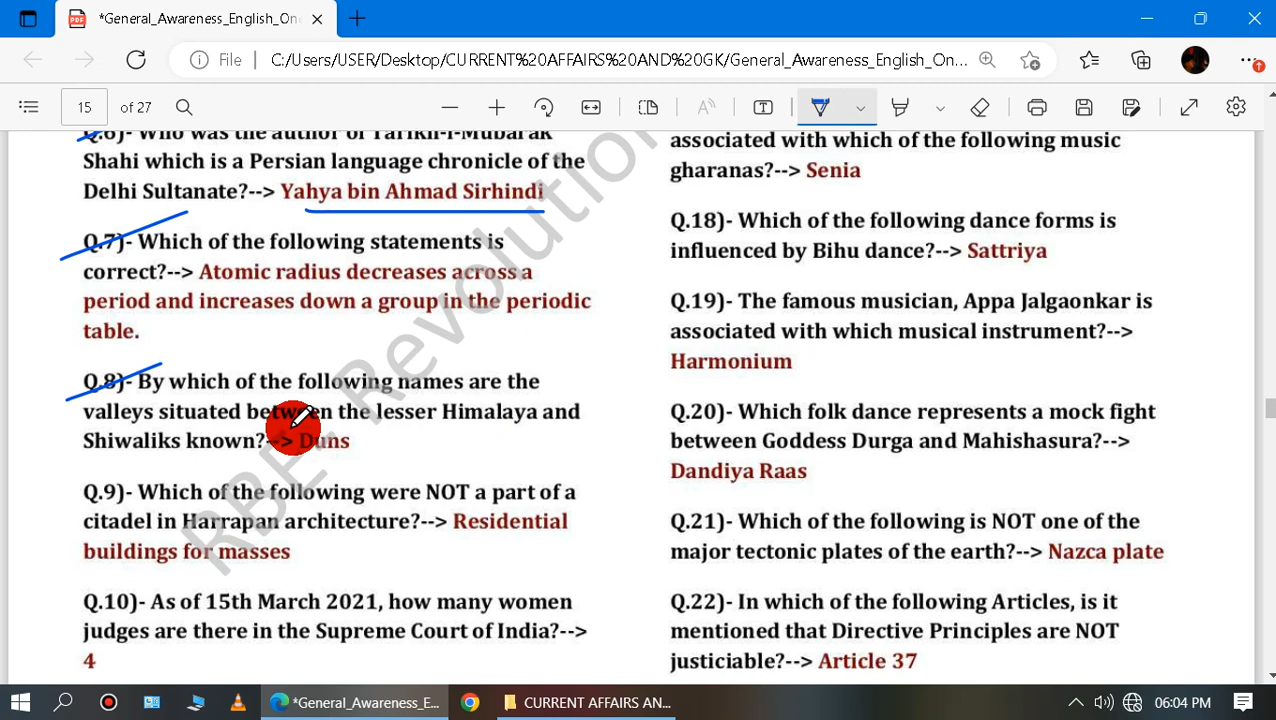 *General_Awareness_English_On
File
C:/Users/USER/Desktop/CURRENT%20AFFAIRS%20AND%20GK/General_Awareness_English_On...
15 of 27
Q.6)- Who was the author of Tarikh-i-Mubarak
Shahi which is a Persian language chronicle of the
Delhi Sultanate?--> Yahya bin Ahmad Sirhindi
Q.7)- Which of the following statements is
correct?--> Atomic radius decreases across a
period and increases down a group in the periodic
table.
Q.8)- By which of the following names are the
valleys situated between the lesser Himalaya and
Shiwaliks known?--> Duns
Q.9)- Which of the following were NOT a part of a
citadel in Harrapan architecture?--> Residential
buildings for masses
Q.10)- As of 15th March 2021, how many women
judges are there in the Supreme Court of India?-->
4
associated with which of the following music
gharanas?--> Senia
Q.18)- Which of the following dance forms is
influenced by Bihu dance?--> Sattriya
Q.19)- The famous musician, Appa Jalgaonkar is
associated with which musical instrument?-->
Harmonium
Q.20)- Which folk dance represents a mock fight
between Goddess Durga and Mahishasura?-->
Dandiya Raas
Q.21)- Which of the following is NOT one of the
major tectonic plates of the earth?--> Nazca plate
Q.22)- In which of the following Articles, is it
mentioned that Directive Principles are NOT
justiciable?--> Article 37
RBE Revolution
*General_Awareness_E...
CURRENT AFFAIRS AN...
06:04 PM